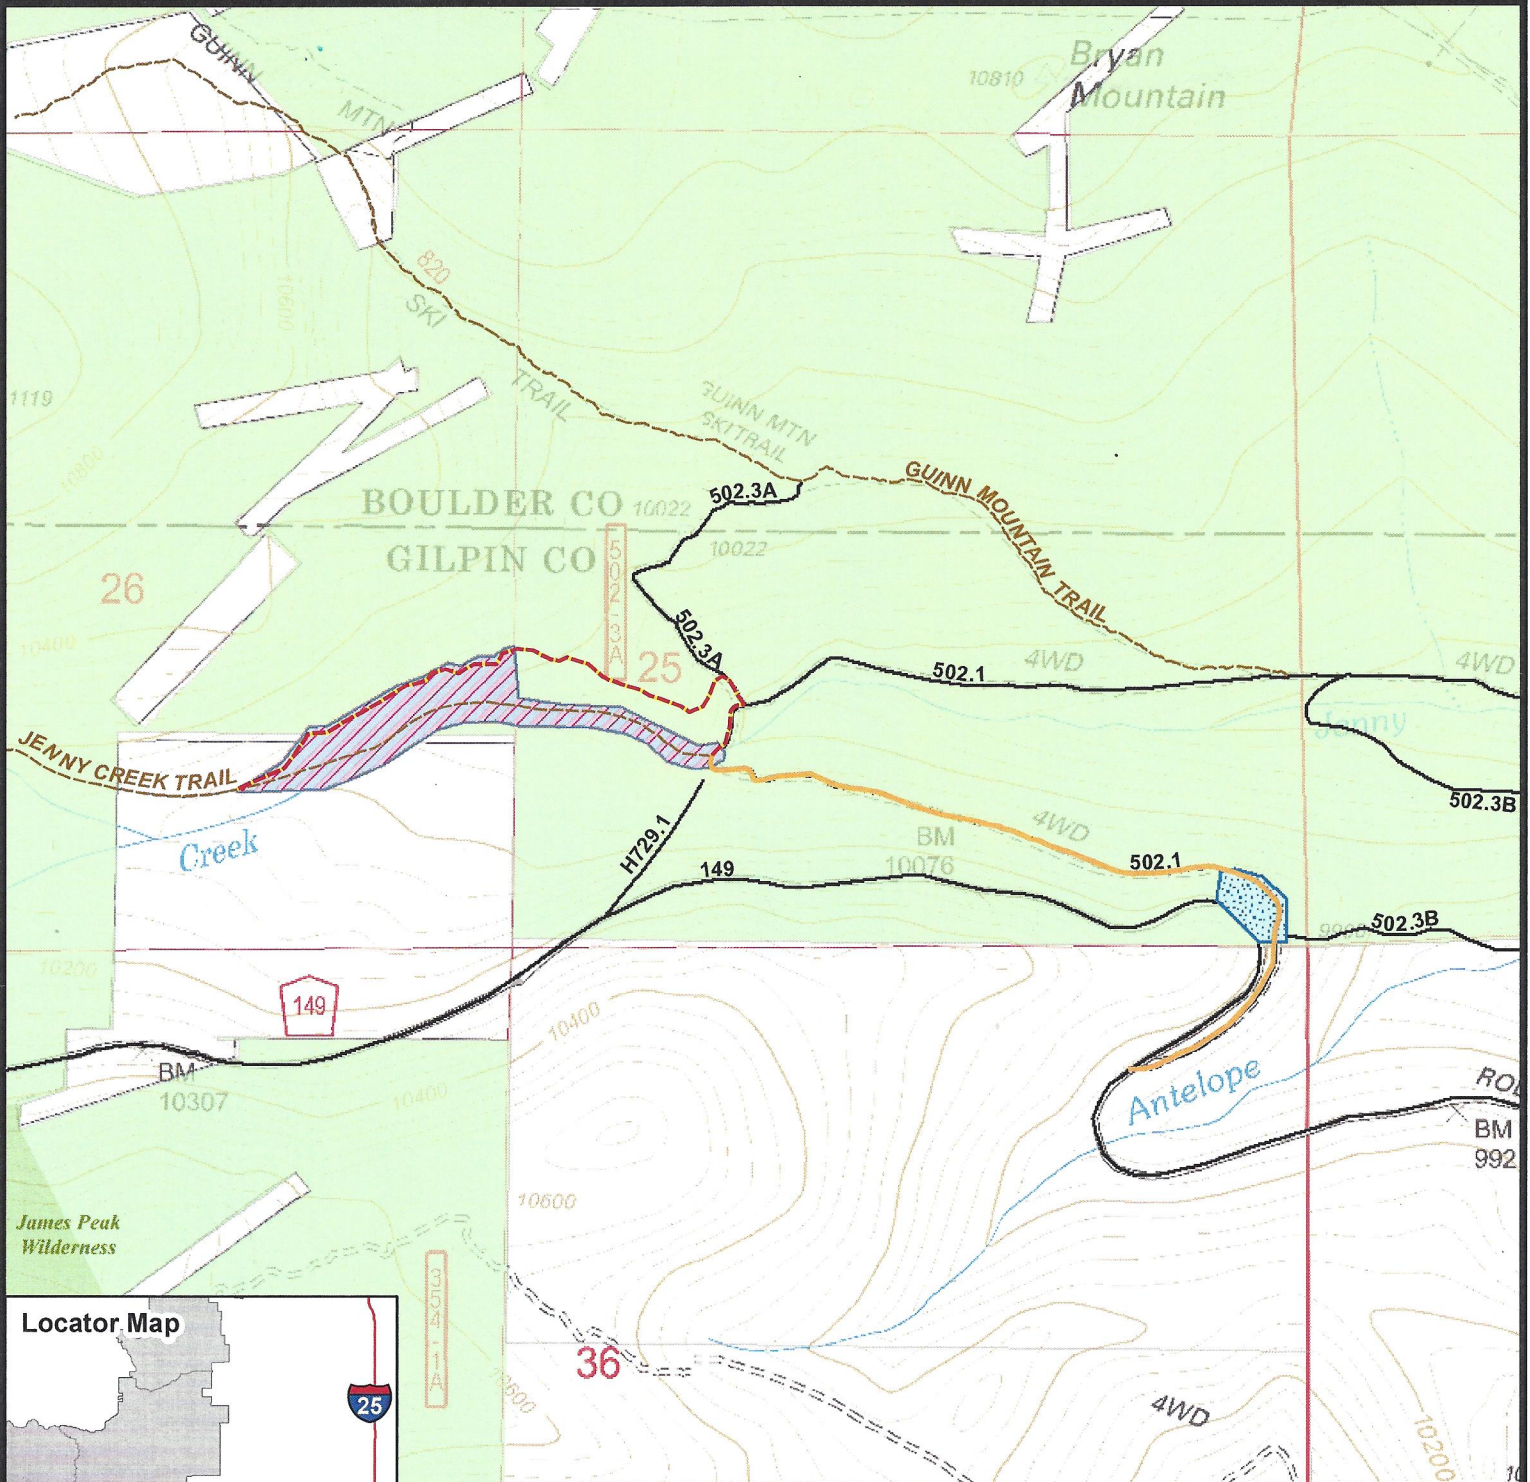 GUINN
MTN
Bryan
Mountain
10810
820
SKI
TRAIL
10600
1119
10800
GUINN MTN
SKI TRAIL
GUINN MOUNTAIN TRAIL
502.3A
BOULDER CO
10022
GILPIN CO
10022
502-3A
26
10400
502.3A
25
502.1
4WD
4WD
JENNY CREEK TRAIL
Jenny
502.3B
Creek
H729.1
4WD
BM
10076
149
502.1
502.3B
10200
149
10400
BM
10307
10400
Antelope
BM
992
James Peak
Wilderness
10600
354-1A
Locator Map
25
36
4WD
10200